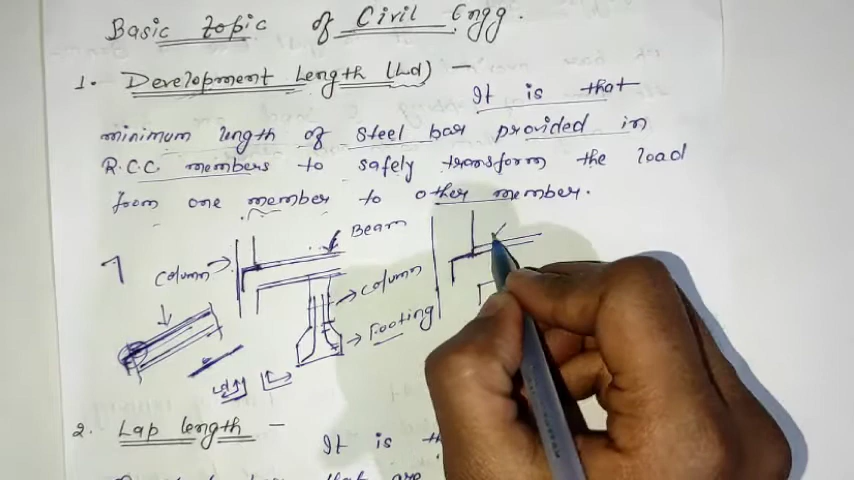 Basic topic of Civil Engg.
1. Development Length (Ld) -
It is that
minimum length of steel bar provided in
R.C.C. members to safely transform the load
from one member to other member.
Beam
Column
Column
Footing
2. Lap length -
It is th